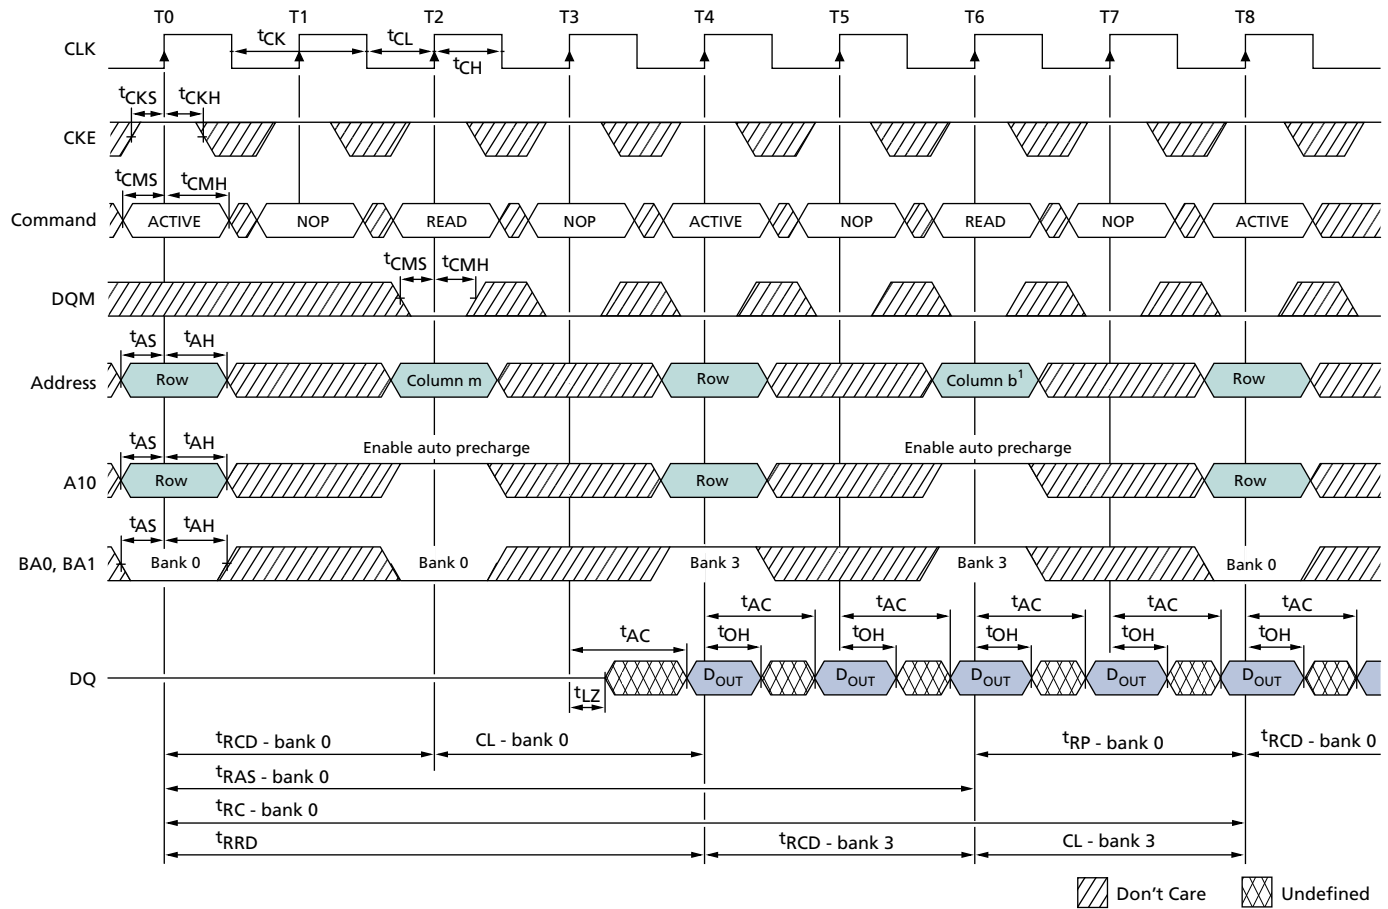 T0 T1 T2 T3 T4 T5 T6 T7 T8
CLK
tCK tCL
tCH
tCKS tCKH
CKE
tCMS tCMH
Command ACTIVE NOP READ NOP ACTIVE NOP READ NOP ACTIVE
tCMS tCMH
DQM
tAS tAH
Address Row Column m Row Column b1 Row
tAS tAH Enable auto precharge Enable auto precharge
A10 Row Row Row
tAS tAH
BA0, BA1 Bank 0 Bank 0 Bank 3 Bank 3 Bank 0
tAC tAC tAC tAC tAC
tAC tOH tOH tOH tOH tOH
DQ DOUT DOUT DOUT DOUT DOUT
tLZ
tRCD - bank 0 CL - bank 0 tRP - bank 0 tRCD - bank 0
tRAS - bank 0
tRC - bank 0
tRRD tRCD - bank 3 CL - bank 3
Don't Care Undefined